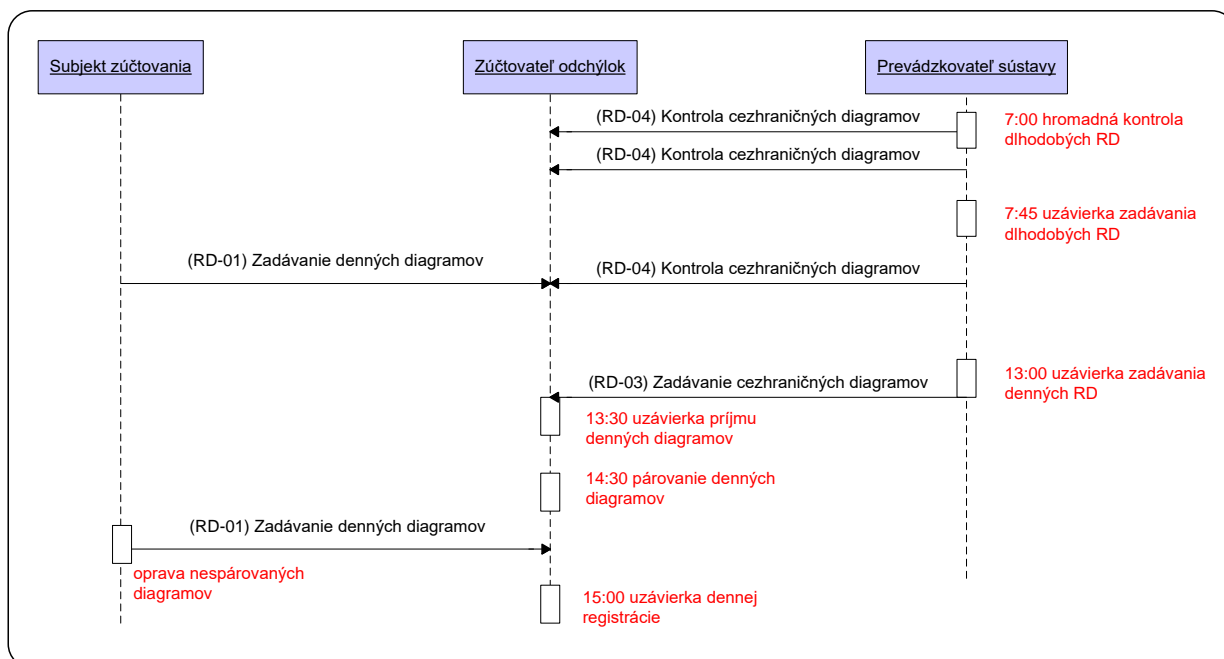 Subjekt zúčtovania
Zúčtovateľ odchýlok
Prevádzkovateľ sústavy
(RD-04) Kontrola cezhraničných diagramov
7:00 hromadná kontrola
dlhodobých RD
(RD-04) Kontrola cezhraničných diagramov
7:45 uzávierka zadávania
dlhodobých RD
(RD-01) Zadávanie denných diagramov
(RD-04) Kontrola cezhraničných diagramov
13:00 uzávierka zadávania
denných RD
(RD-03) Zadávanie cezhraničných diagramov
13:30 uzávierka príjmu
denných diagramov
14:30 párovanie denných
diagramov
(RD-01) Zadávanie denných diagramov
oprava nespárovaných
diagramov
15:00 uzávierka dennej
registrácie